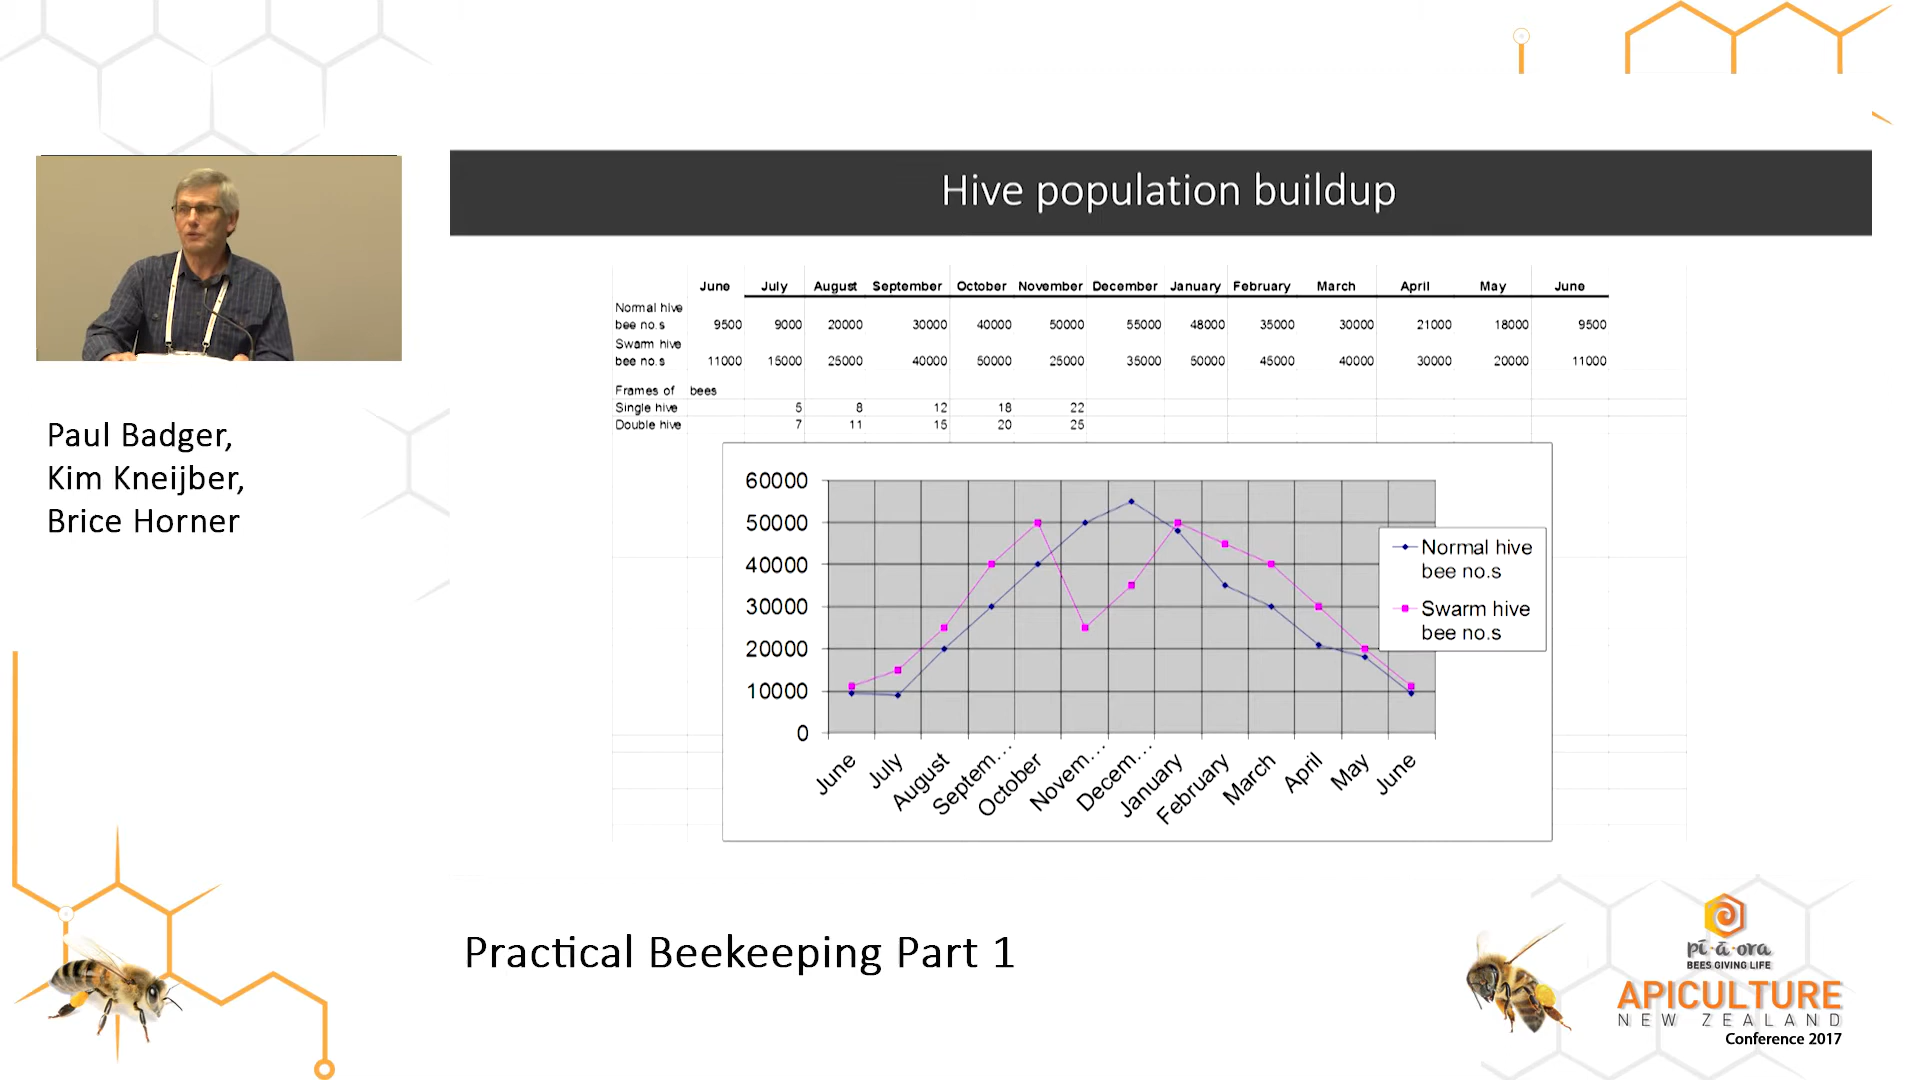 Hive population buildup
June July August September October November December January February March April May June
Normal hive
bee no.s 9500 9000 20000 30000 40000 50000 55000 48000 35000 30000 21000 18000 9500
Swarm hive
bee no.s 11000 15000 25000 40000 50000 25000 35000 50000 45000 40000 30000 20000 11000
Frames of bees
Single hive 5 8 12 18 22
Double hive 7 11 15 20 25
60000
50000
40000
30000
20000
10000
0
June July August Septem... October Novem... Decem... January February March April May June
Normal hive
bee no.s
Swarm hive
bee no.s
Paul Badger,
Kim Kneijber,
Brice Horner
Practical Beekeeping Part 1
pī·ā·ora
BEES GIVING LIFE
APICULTURE
NEW ZEALAND
Conference 2017